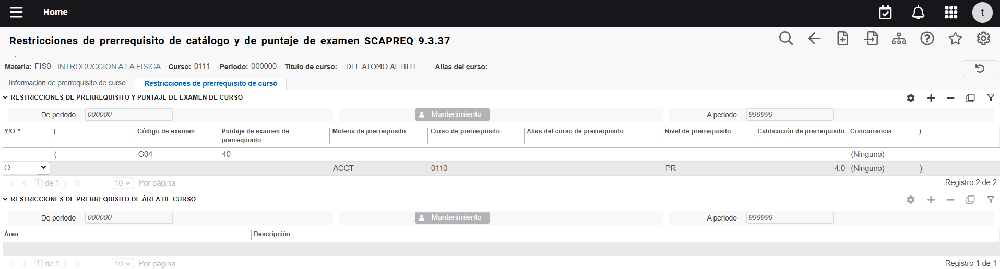 Home
t
Restricciones de prerrequisito de catálogo y de puntaje de examen SCAPREQ 9.3.37
Materia: FIS0 INTRODUCCION A LA FISICA Curso: 0111 Periodo: 000000 Título de curso: DEL ATOMO AL BITE Alias del curso:
Información de prerrequisito de curso Restricciones de prerrequisito de curso
RESTRICCIONES DE PRERREQUISITO Y PUNTAJE DE EXAMEN DE CURSO
De periodo 000000 Mantenimiento A periodo 999999
Y/O * ( Código de examen Puntaje de examen de prerrequisito Materia de prerrequisito Curso de prerrequisito Alias del curso de prerrequisito Nivel de prerrequisito Calificación de prerrequisito Concurrencia )
( G04 40 (Ninguno)
O ACCT 0110 PR 4.0 (Ninguno) )
1 de 1 10 Por página Registro 2 de 2
RESTRICCIONES DE PRERREQUISITO DE ÁREA DE CURSO
De periodo 000000 Mantenimiento A periodo 999999
Área Descripción
1 de 1 10 Por página Registro 1 de 1